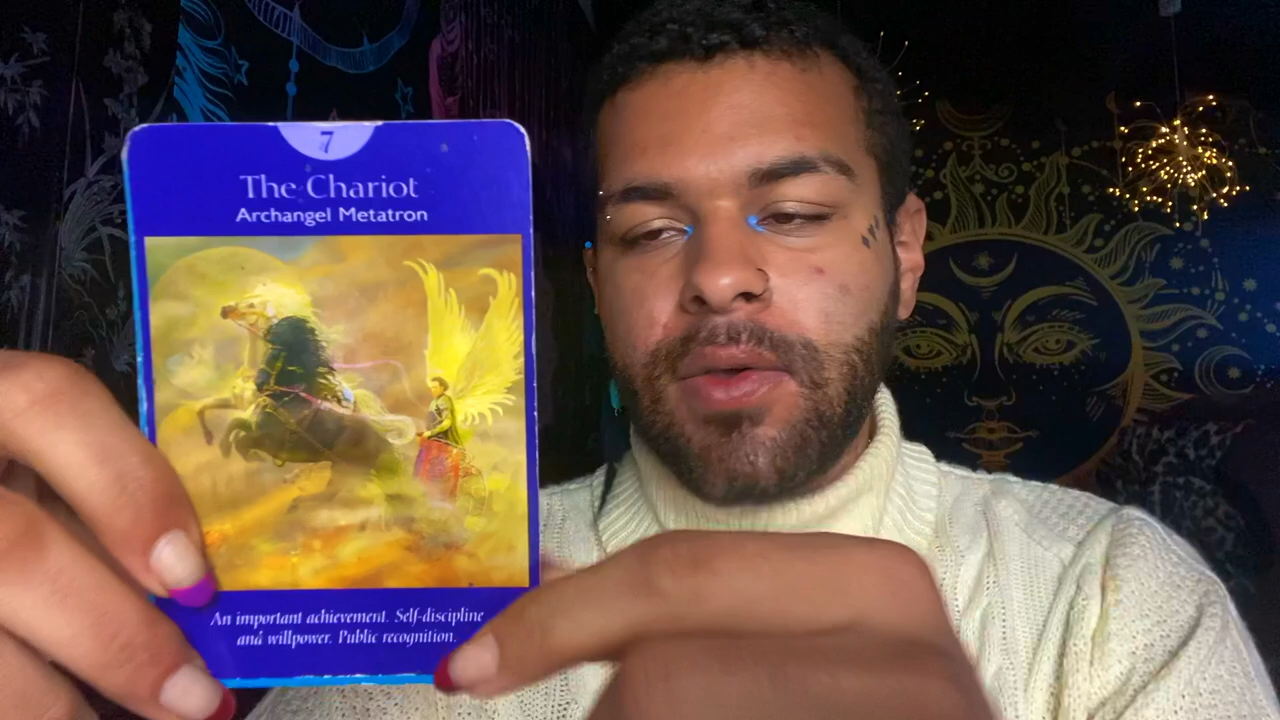 7
The Chariot
Archangel Metatron
An important achievement. Self-discipline
and willpower. Public recognition.